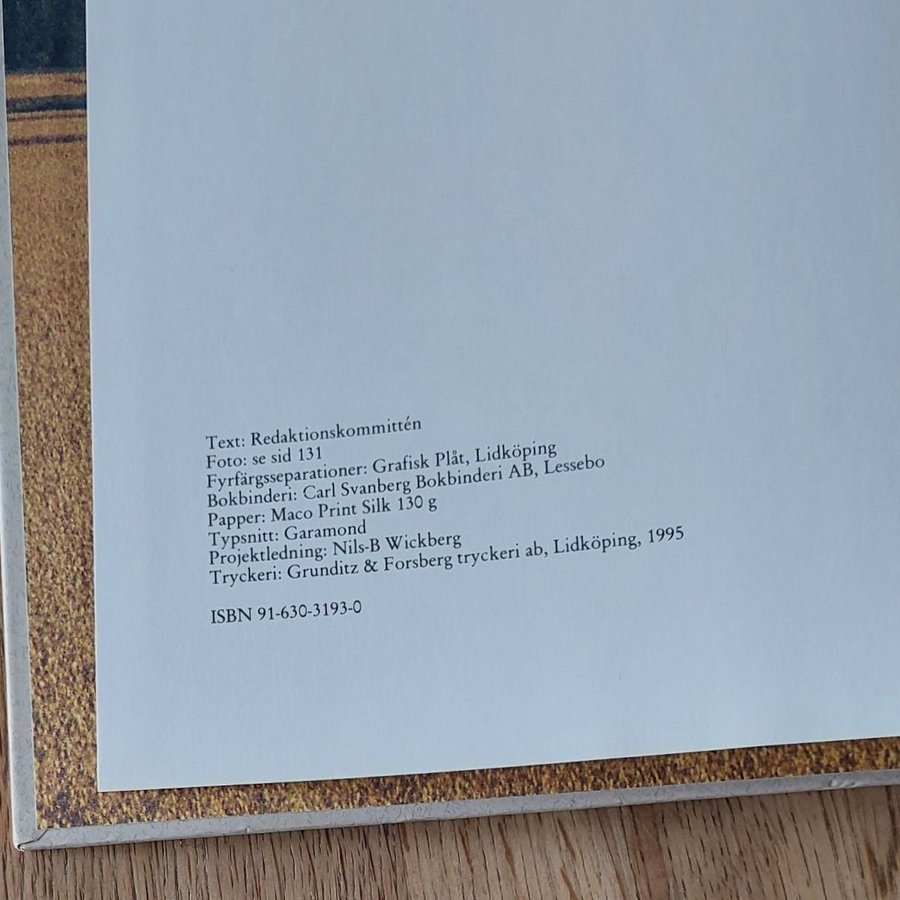 Text: Redaktionskommittén
Foto: se sid 131
Fyrfärgsseparationer: Grafisk Plåt, Lidköping
Bokbinderi: Carl Svanberg Bokbinderi AB, Lessebo
Papper: Maco Print Silk 130 g
Typsnitt: Garamond
Projektledning: Nils-B Wickberg
Tryckeri: Grunditz & Forsberg tryckeri ab, Lidköping, 1995
ISBN 91-630-3193-0